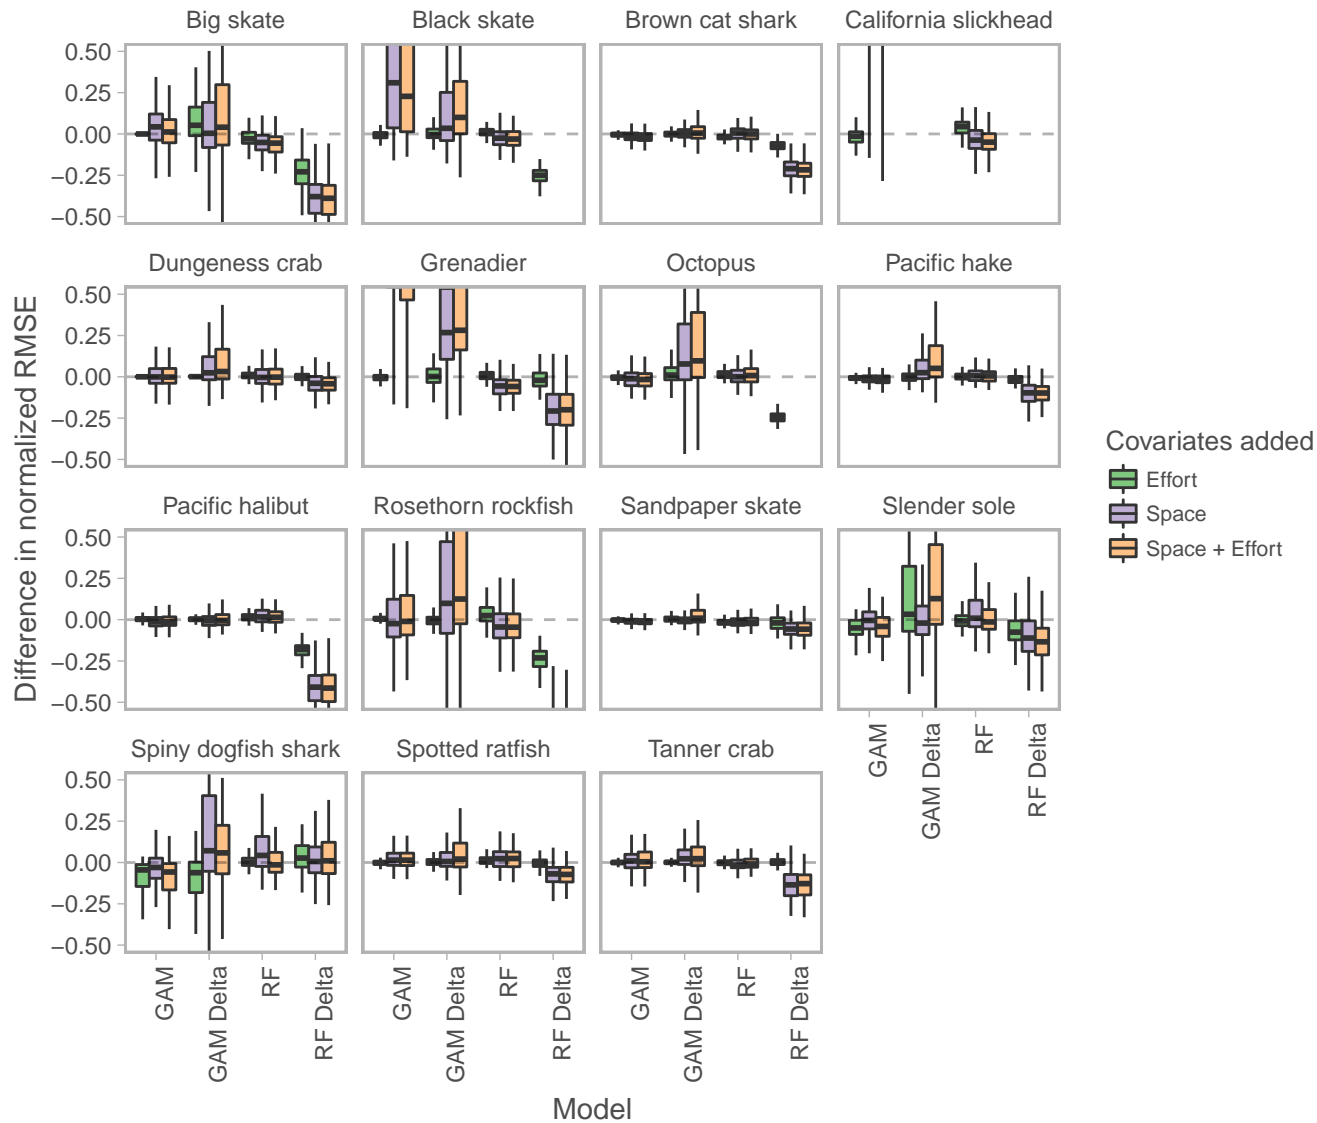 Big skate
Black skate
Brown cat shark
California slickhead
0.50
0.25
0.00
−0.25
−0.50
Dungeness crab
Grenadier
Octopus
Pacific hake
0.50
0.25
0.00
−0.25
−0.50
Pacific halibut
Rosethorn rockfish
Sandpaper skate
Slender sole
0.50
0.25
0.00
−0.25
−0.50
Spiny dogfish shark
Spotted ratfish
Tanner crab
0.50
0.25
0.00
−0.25
−0.50
GAM
GAM Delta
RF
RF Delta
GAM
GAM Delta
RF
RF Delta
GAM
GAM Delta
RF
RF Delta
GAM
GAM Delta
RF
RF Delta
Model
Difference in normalized RMSE
Covariates added
Effort
Space
Space + Effort